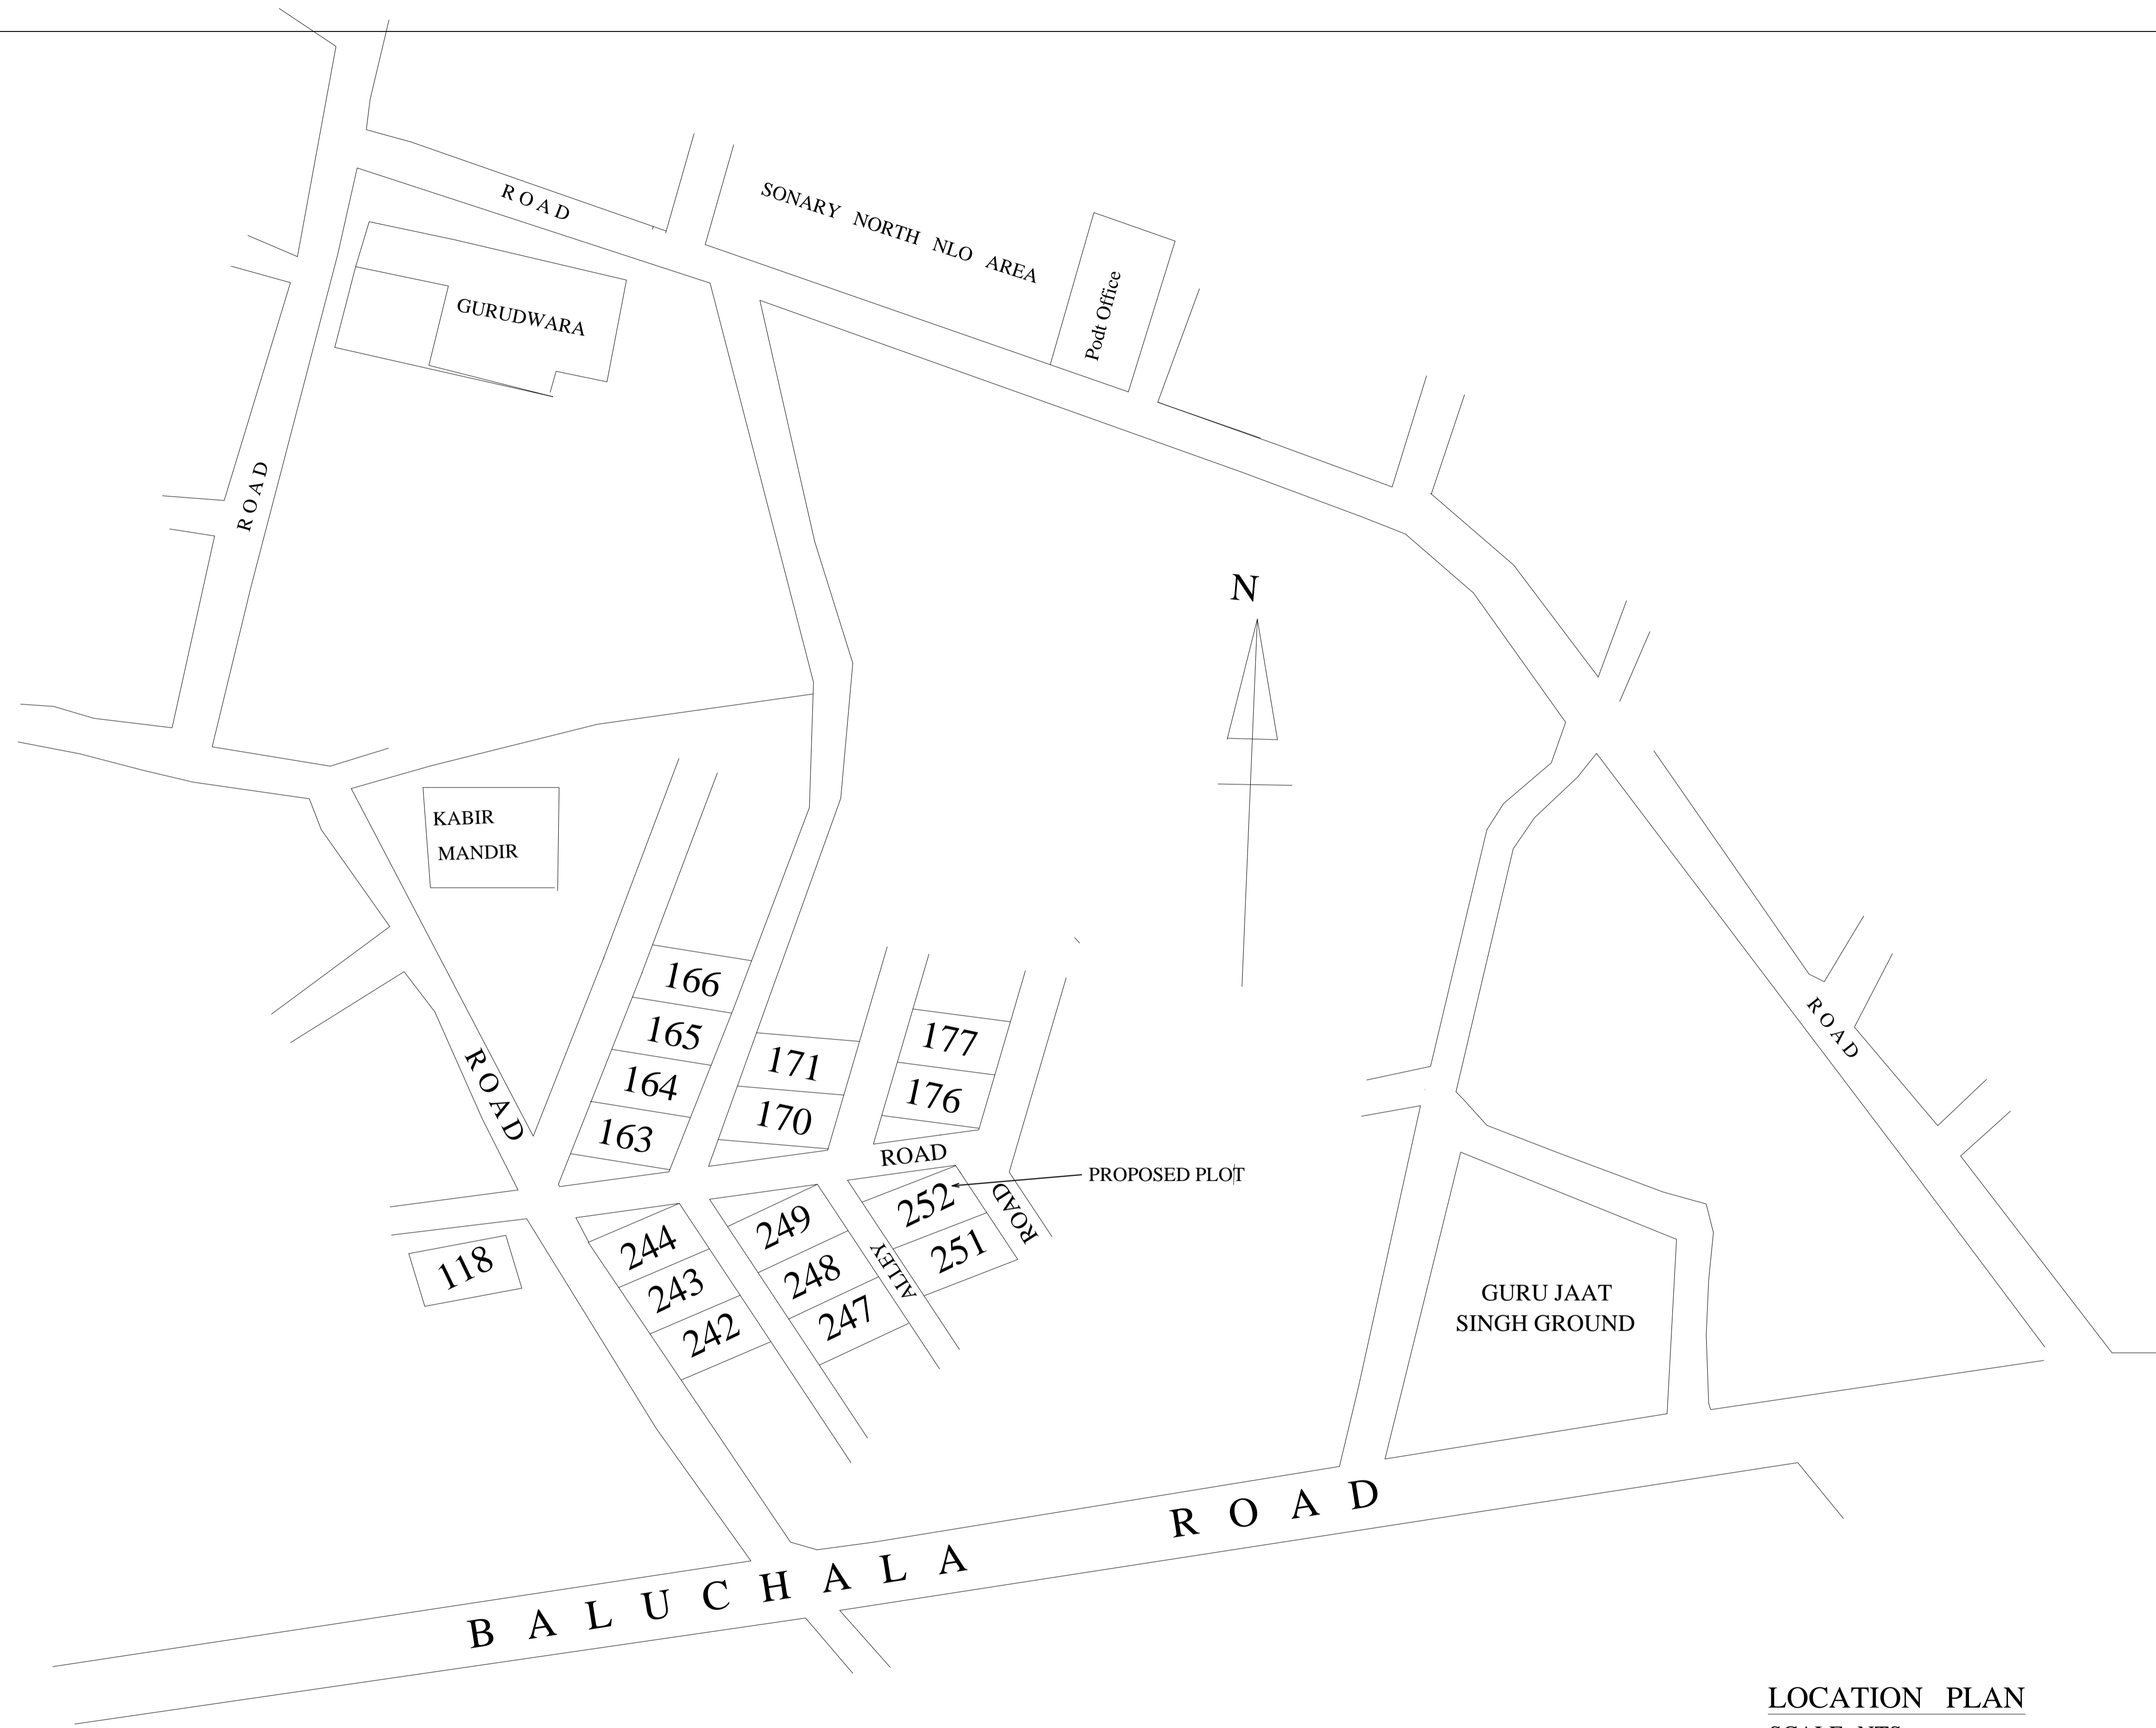 ROAD
SONARY NORTH NLO AREA
Podt Office
GURUDWARA
ROAD
N
KABIR
MANDIR
166
165
164
163
171
170
177
176
ROAD
ROAD
ROAD
PROPOSED PLOT
252
251
ROAD
ALLEY
249
248
247
244
243
242
118
GURU JAAT
SINGH GROUND
BALUCHALA ROAD
LOCATION PLAN